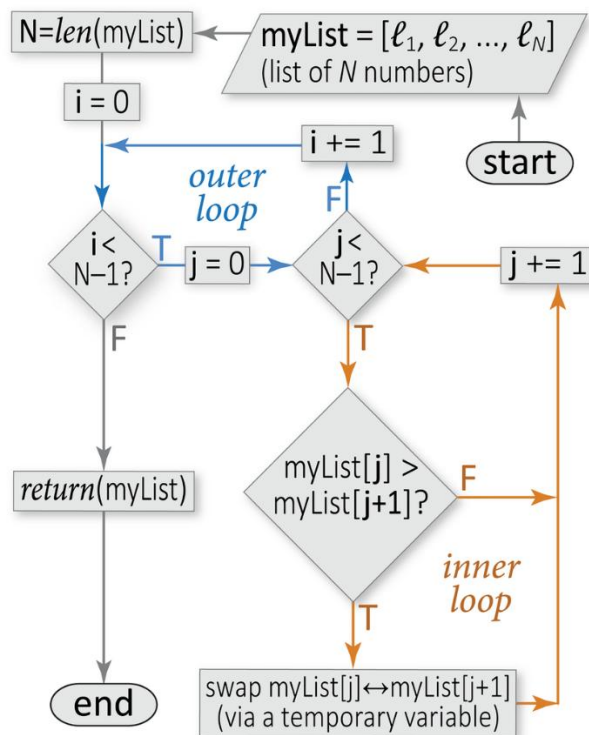 N=len(myList)
myList = [ℓ1, ℓ2, ..., ℓN]
(list of N numbers)
i = 0
start
i += 1
outer
loop
F
i<
N–1?
T
j = 0
j<
N–1?
j += 1
F
T
return(myList)
myList[j] >
myList[j+1]?
F
inner
loop
T
end
swap myList[j]↔myList[j+1]
(via a temporary variable)